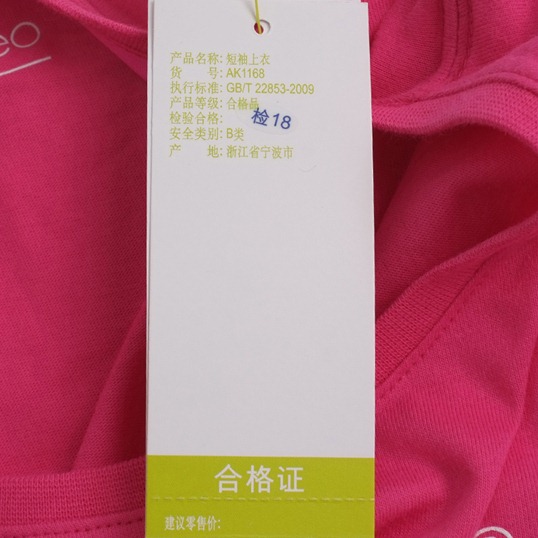 eo
产品名称: 短袖上衣
货 号: AK1168
执行标准: GB/T 22853-2009
产品等级: 合格品
检验合格: 检18
安全类别: B类
产 地: 浙江省宁波市
合格证
建议零售价: